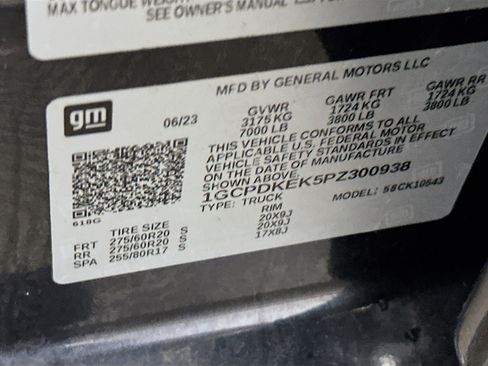 MAX TONGUE WEIGHT
SEE OWNER'S MANUAL
MFD BY GENERAL MOTORS LLC
gm
06/23 GVWR GAWR FRT GAWR RR
3175 KG 1724 KG 1724 KG
7000 LB 3800 LB 3800 LB
THIS VEHICLE CONFORMS TO ALL
APPLICABLE U.S. FEDERAL MOTOR
VEHICLE SAFETY STANDARDS IN EFFECT
ON THE DATE OF MANUFACTURE
1GCPDKEK5PZ300938
TYPE: TRUCK MODEL: 58CK10543
618G
TIRE SIZE RIM
FRT 275/60R20 S 20X9J
RR 275/60R20 S 20X9J
SPA 255/80R17 S 17X8J